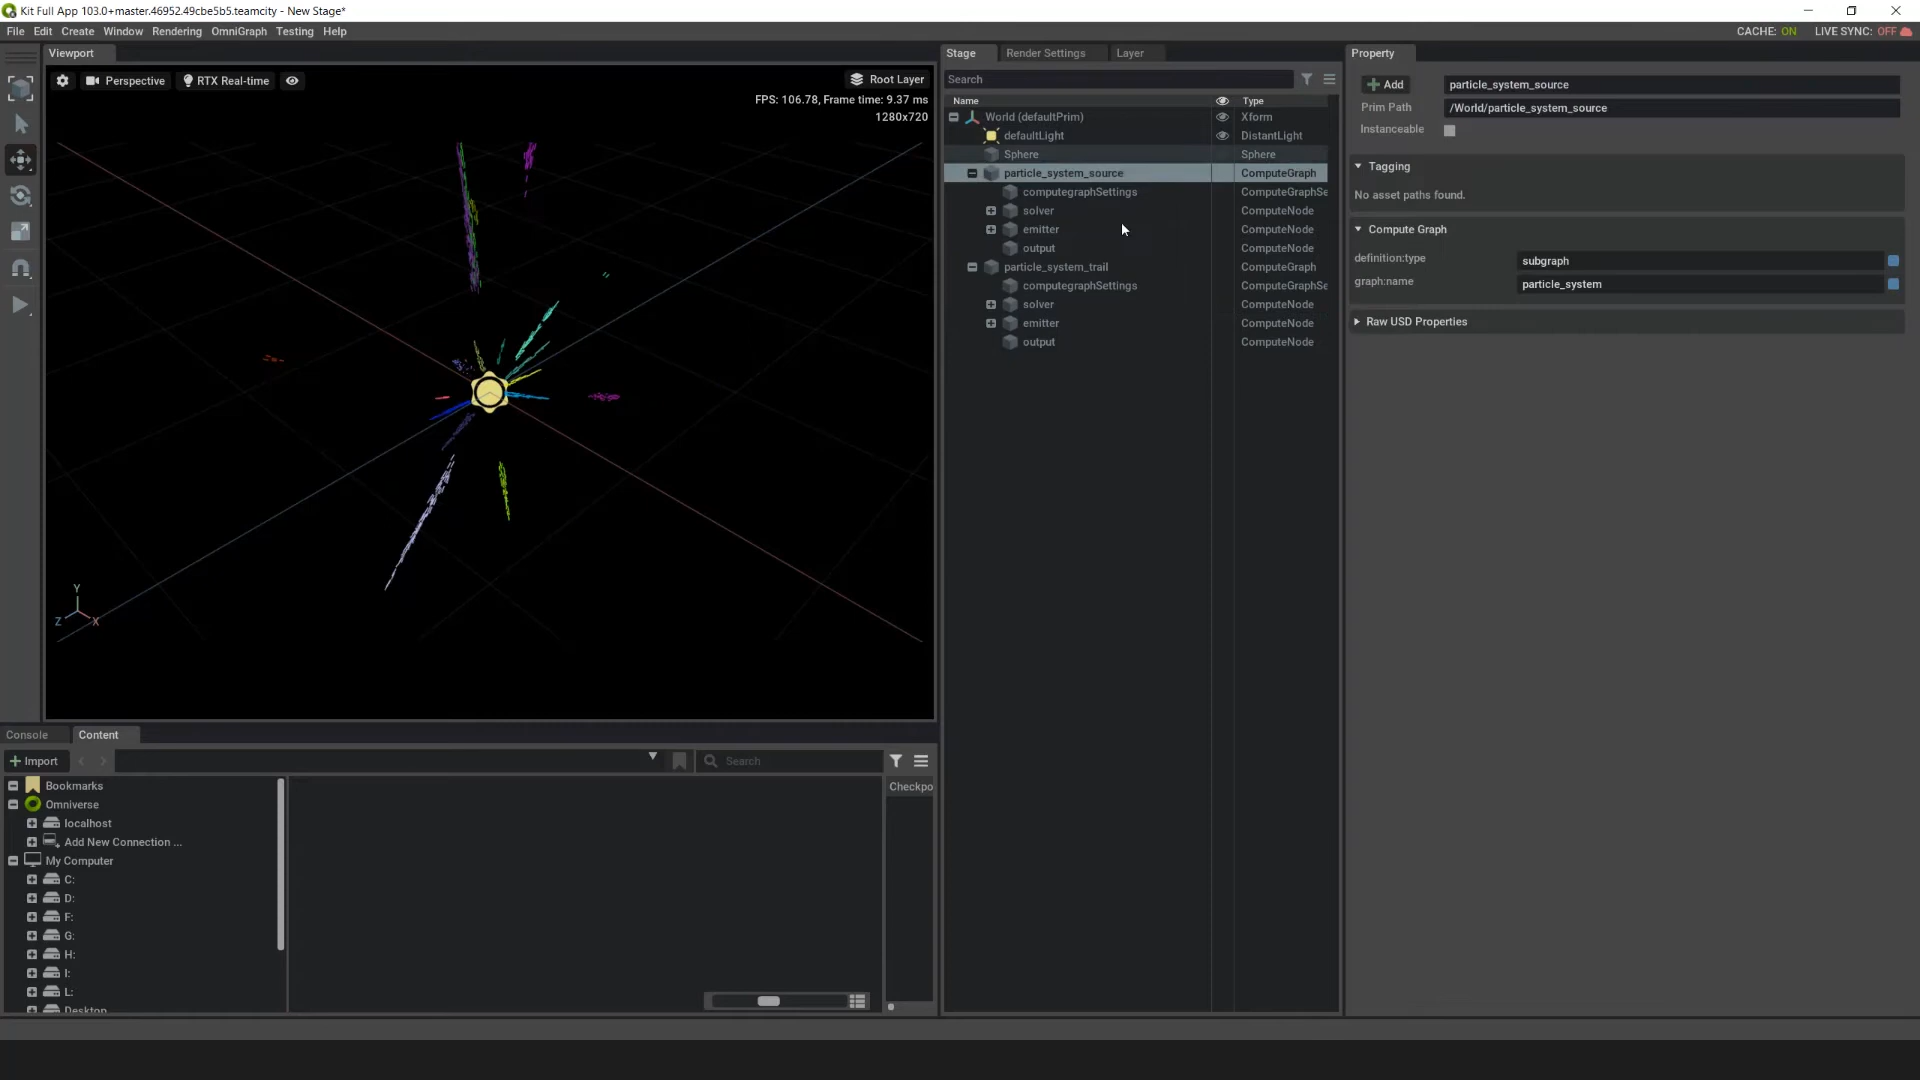 Kit Full App 103.0+master.46952.49cbe5b5.teamcity - New Stage*
File Edit Create Window Rendering OmniGraph Testing Help
CACHE: ON LIVE SYNC: OFF
Viewport
Perspective RTX Real-time
Root Layer
FPS: 106.78, Frame time: 9.37 ms
1280x720
Y
Z X
Stage Render Settings Layer
Search
Name Type
World (defaultPrim) Xform
defaultLight DistantLight
Sphere Sphere
particle_system_source ComputeGraph
computegraphSettings ComputeGraphSe
solver ComputeNode
emitter ComputeNode
output ComputeNode
particle_system_trail ComputeGraph
computegraphSettings ComputeGraphSe
solver ComputeNode
emitter ComputeNode
output ComputeNode
Property
Add particle_system_source
Prim Path /World/particle_system_source
Instanceable
Tagging
No asset paths found.
Compute Graph
definition:type subgraph
graph:name particle_system
Raw USD Properties
Console Content
Import
Search
Checkpo
Bookmarks
Omniverse
localhost
Add New Connection ...
My Computer
C:
D:
F:
G:
H:
I:
L:
Desktop